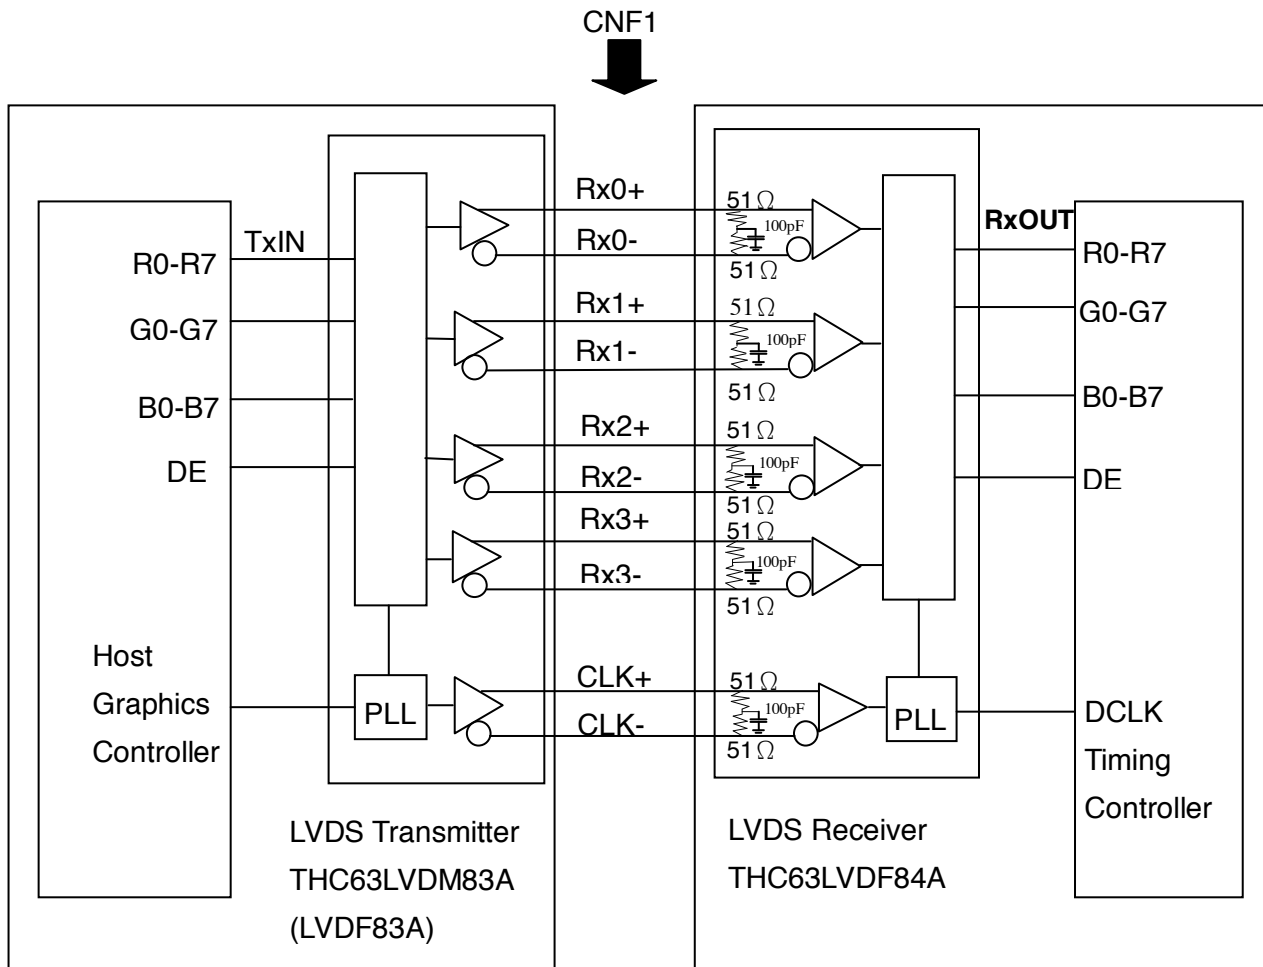 CNF1
TxIN
R0-R7
G0-G7
B0-B7
DE
Host
Graphics
Controller
PLL
LVDS Transmitter
THC63LVDM83A
(LVDF83A)
Rx0+
Rx0-
Rx1+
Rx1-
Rx2+
Rx2-
Rx3+
Rx3-
CLK+
CLK-
51Ω
100pF
51Ω
51Ω
100pF
51Ω
51Ω
100pF
51Ω
51Ω
100pF
51Ω
51Ω
100pF
51Ω
PLL
LVDS Receiver
THC63LVDF84A
RxOUT
R0-R7
G0-G7
B0-B7
DE
DCLK
Timing
Controller